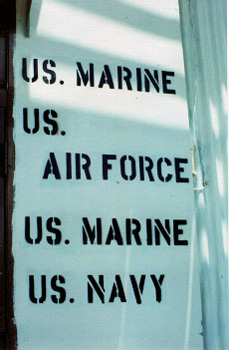 US. MARINE
US.
AIR FORCE
US. MARINE
US. NAVY